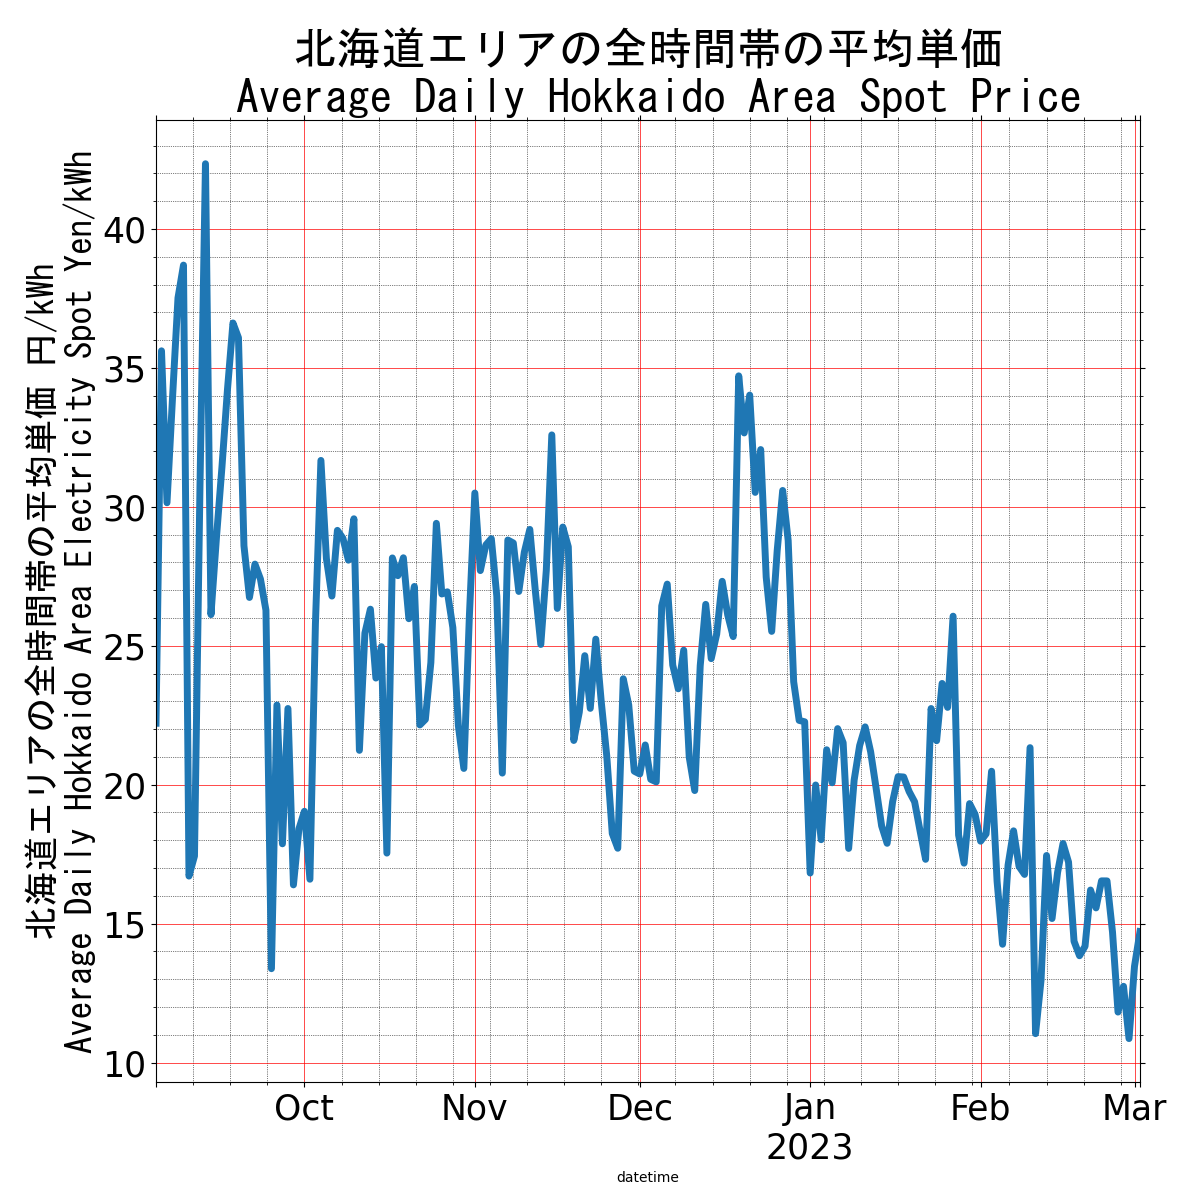 北海道エリアの全時間帯の平均単価
Average Daily Hokkaido Area Spot Price
北海道エリアの全時間帯の平均単価 円/kWh
Average Daily Hokkaido Area Electricity Spot Yen/kWh
40
35
30
25
20
15
10
Oct
Nov
Dec
Jan
2023
Feb
Mar
datetime